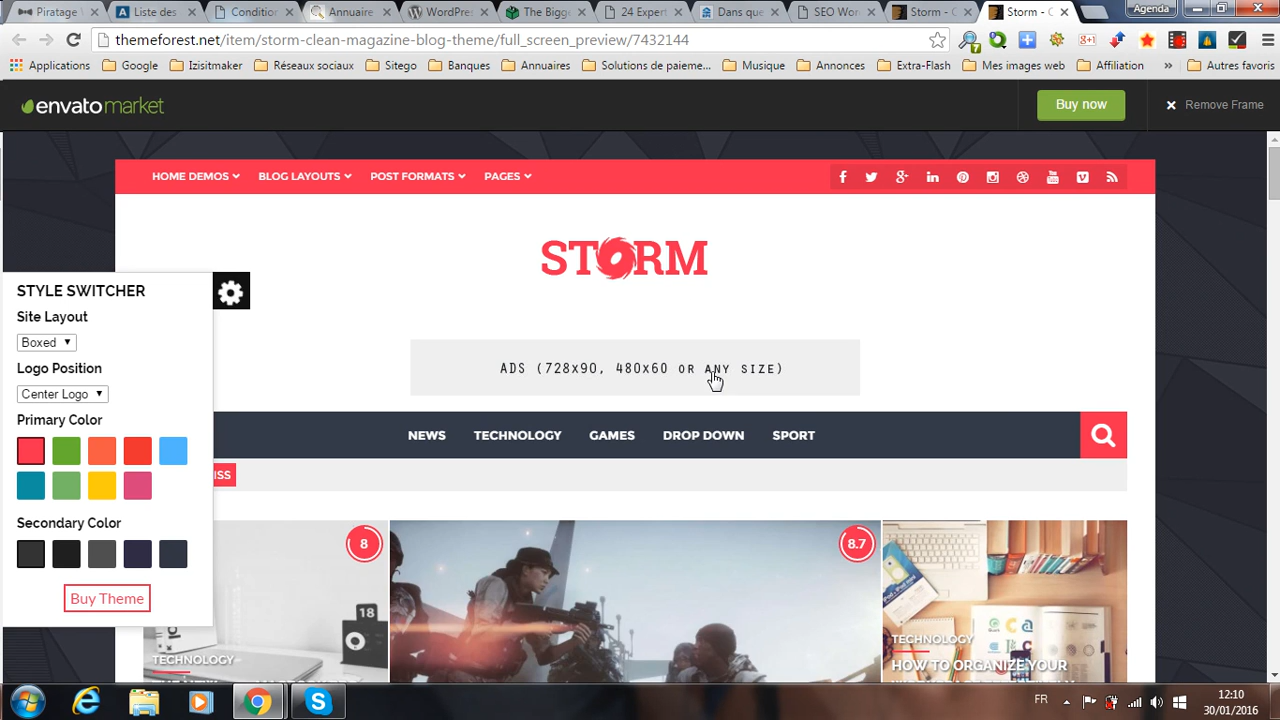 Piratage
Liste des
Condition
Annuaire
WordPre
The Bigg
24 Expert
Dans que
SEO Wor
Storm - C
Storm - C
Agenda
themeforest.net/item/storm-clean-magazine-blog-theme/full_screen_preview/7432144
Applications
Google
Izisitmaker
Réseaux sociaux
Sitego
Banques
Annuaires
Solutions de paieme...
Musique
Annonces
Extra-Flash
Mes images web
Affiliation
»
Autres favoris
envato market
Buy now
Remove Frame
HOME DEMOS
BLOG LAYOUTS
POST FORMATS
PAGES
STORM
ADS (728x90, 480x60 OR ANY SIZE)
STYLE SWITCHER
Site Layout
Boxed
Logo Position
Center Logo
Primary Color
Secondary Color
Buy Theme
NEWS
TECHNOLOGY
GAMES
DROP DOWN
SPORT
ISS
8
8.7
18
TECHNOLOGY
TECHNOLOGY
HOW TO ORGANIZE YOUR
FR
12:10
30/01/2016